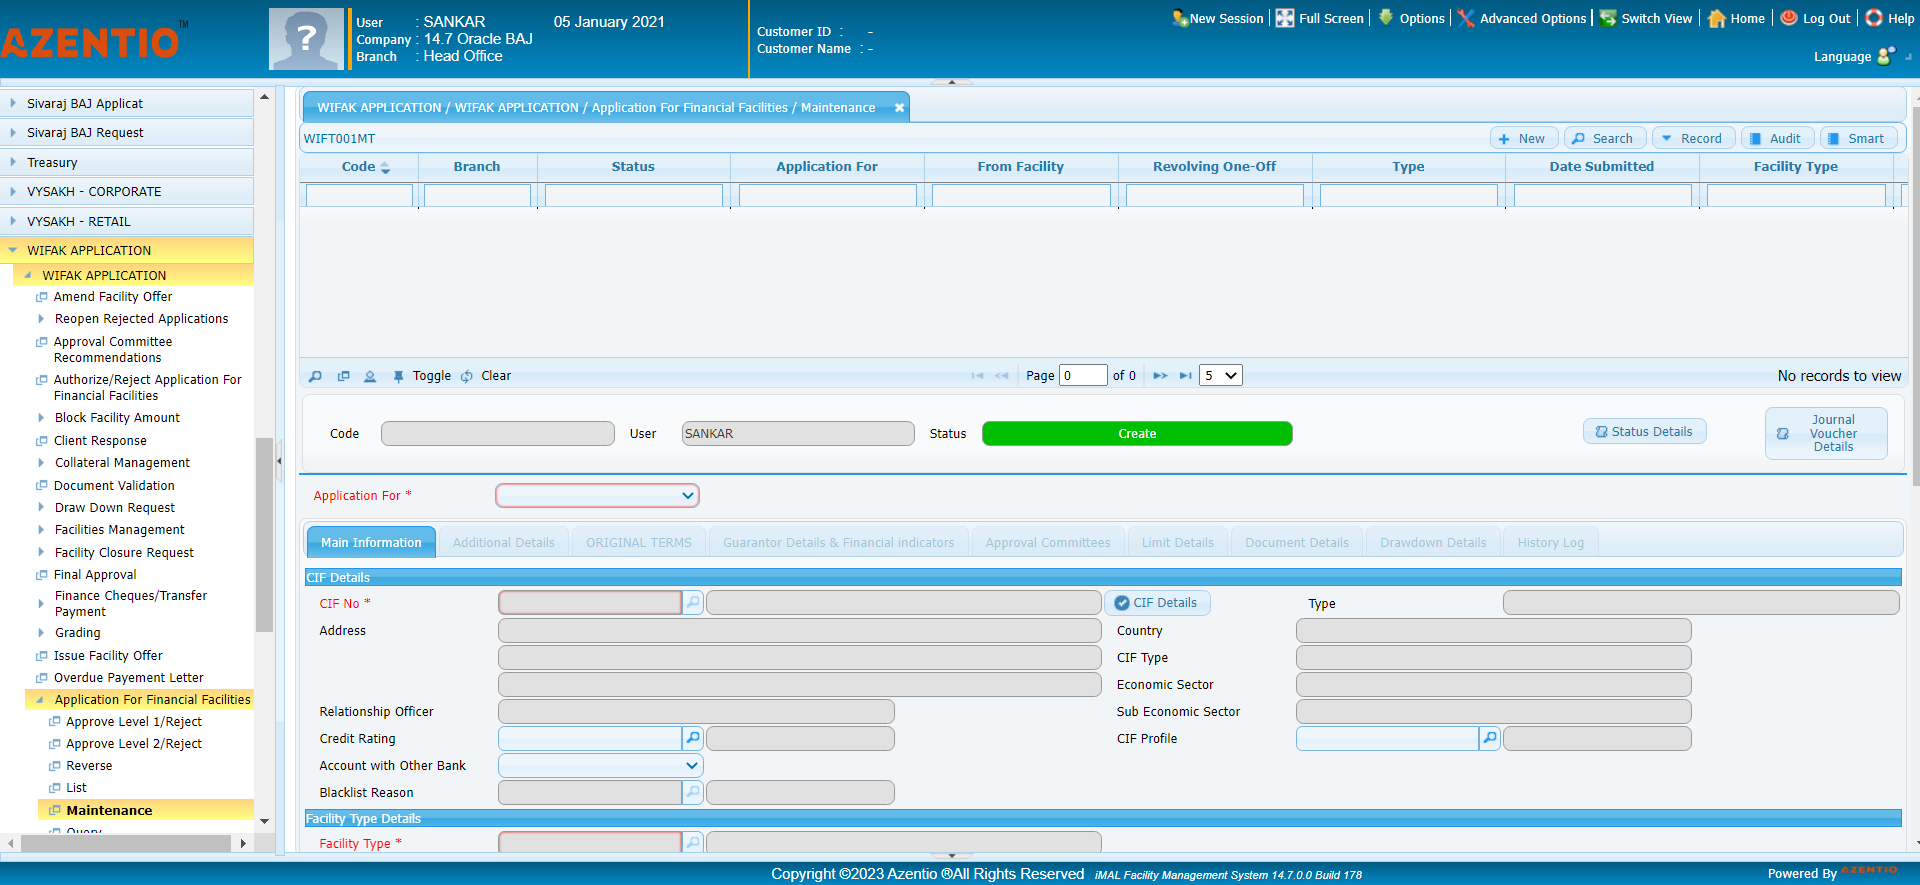 AZENTIO™
User : SANKAR 05 January 2021
Company : 14.7 Oracle BAJ
Branch : Head Office
Customer ID : -
Customer Name : -
New Session Full Screen Options Advanced Options Switch View Home Log Out Help
Language
Sivaraj BAJ Applicat
Sivaraj BAJ Request
Treasury
VYSAKH - CORPORATE
VYSAKH - RETAIL
WIFAK APPLICATION
WIFAK APPLICATION
Amend Facility Offer
Reopen Rejected Applications
Approval Committee
Recommendations
Authorize/Reject Application For
Financial Facilities
Block Facility Amount
Client Response
Collateral Management
Document Validation
Draw Down Request
Facilities Management
Facility Closure Request
Final Approval
Finance Cheques/Transfer
Payment
Grading
Issue Facility Offer
Overdue Payement Letter
Application For Financial Facilities
Approve Level 1/Reject
Approve Level 2/Reject
Reverse
List
Maintenance
Query
WIFAK APPLICATION / WIFAK APPLICATION / Application For Financial Facilities / Maintenance
WIFT001MT New Search Record Audit Smart
Code Branch Status Application For From Facility Revolving One-Off Type Date Submitted Facility Type
Toggle Clear Page 0 of 0 5 No records to view
Code User SANKAR Status Create Status Details
Journal
Voucher
Details
Application For *
Main Information Additional Details ORIGINAL TERMS Guarantor Details & Financial indicators Approval Committees Limit Details Document Details Drawdown Details History Log
CIF Details
CIF No * CIF Details Type
Address Country
CIF Type
Economic Sector
Relationship Officer Sub Economic Sector
Credit Rating CIF Profile
Account with Other Bank
Blacklist Reason
Facility Type Details
Facility Type *
Copyright ©2023 Azentio ®All Rights Reserved iMAL Facility Management System 14.7.0.0 Build 178
Powered By AZENTIO